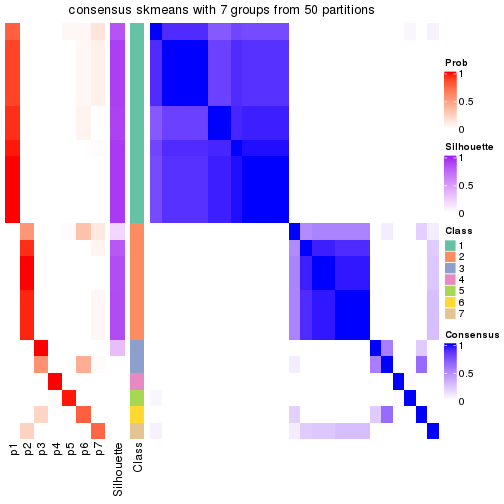 consensus skmeans with 7 groups from 50 partitions
Prob
1
0.5
0
Silhouette
1
0.5
0
Class
1
2
3
4
5
6
7
Consensus
1
0.5
0
p1
p2
p3
p4
p5
p6
p7
Silhouette
Class